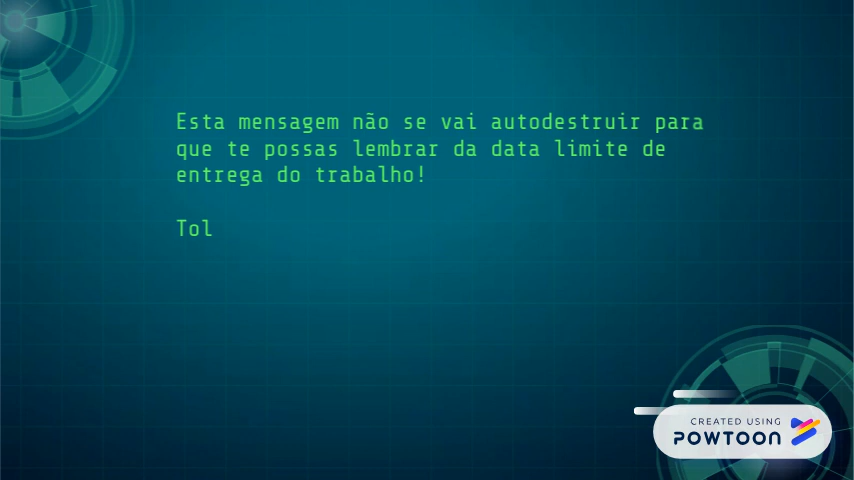 Esta mensagem não se vai autodestruir para
que te possas lembrar da data limite de
entrega do trabalho!
Tol
CREATED USING
POWTOON